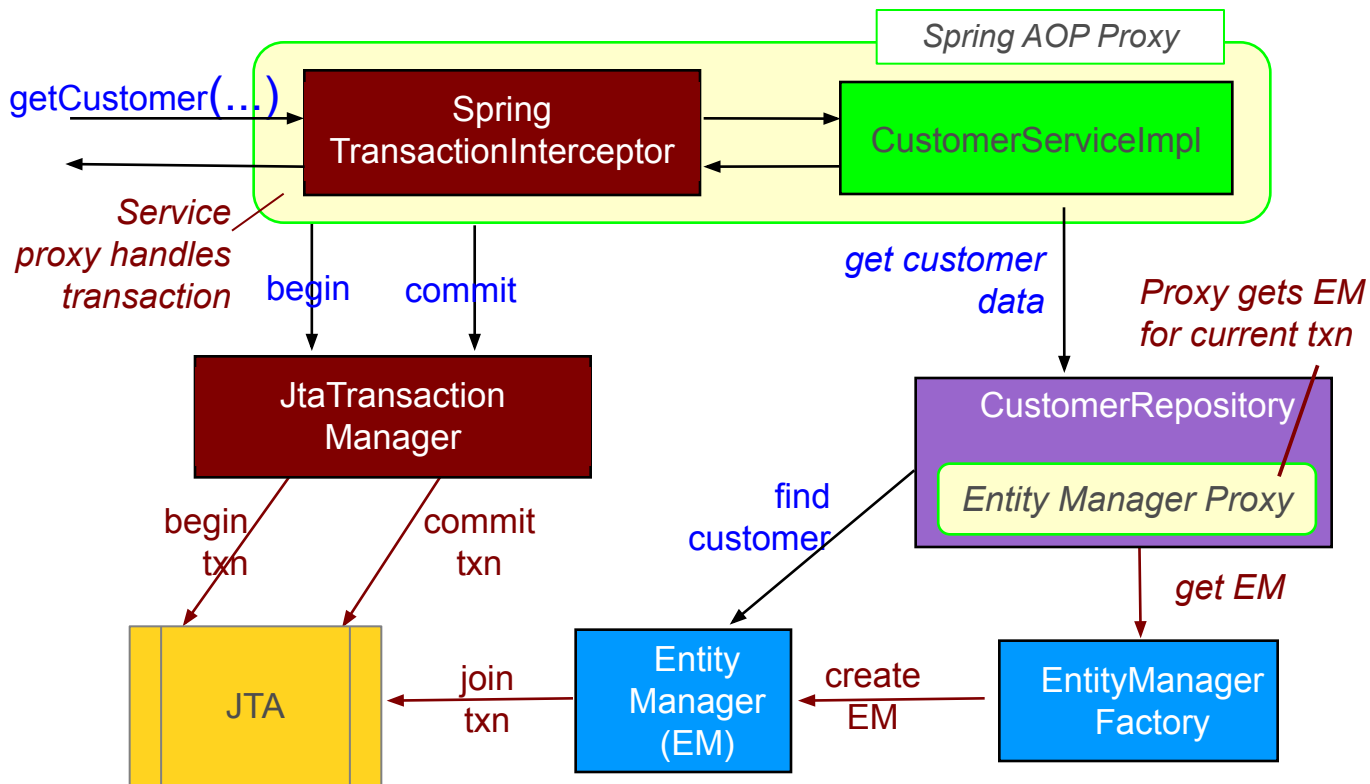 Spring AOP Proxy
getCustomer(...)
Spring
TransactionInterceptor
CustomerServiceImpl
Service
proxy handles
transaction
begin
commit
get customer
data
Proxy gets EM
for current txn
JtaTransaction
Manager
CustomerRepository
Entity Manager Proxy
begin
txn
commit
txn
find
customer
get EM
JTA
join
txn
Entity
Manager
(EM)
create
EM
EntityManager
Factory